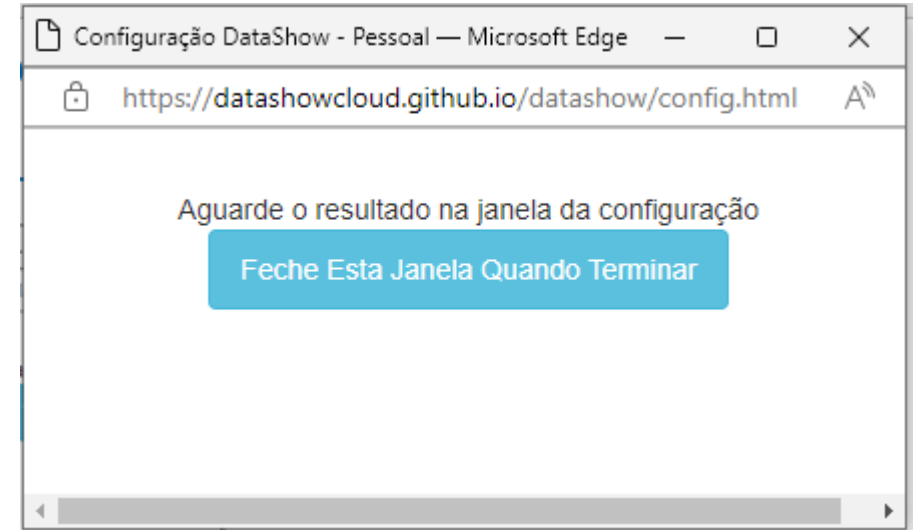 Configuração DataShow - Pessoal — Microsoft Edge
https://datashowcloud.github.io/datashow/config.html
Aguarde o resultado na janela da configuração
Feche Esta Janela Quando Terminar